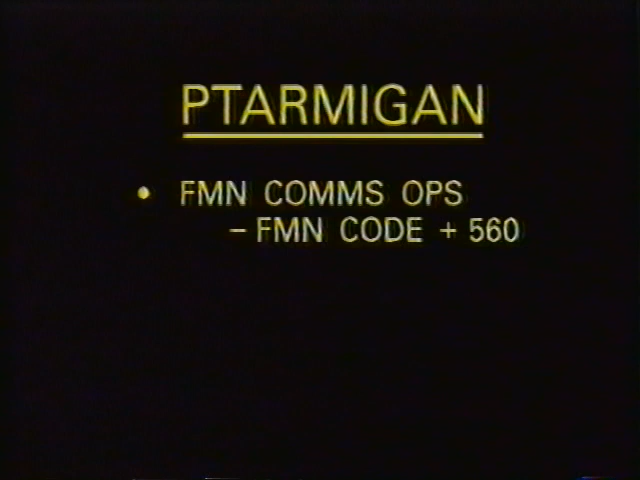 PTARMIGAN
• FMN COMMS OPS
– FMN CODE + 560